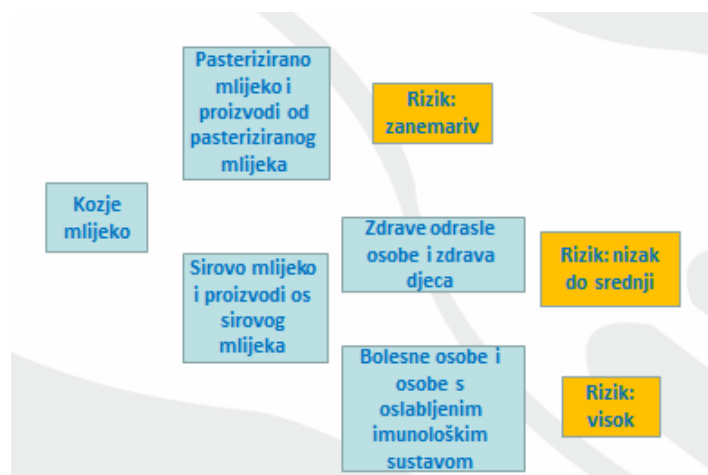 Pasterizirano
mlijeko i
proizvodi od
pasteriziranog
mlijeka
Rizik:
zanemariv
Kozje
mlijeko
Sirovo mlijeko
i proizvodi os
sirovog
mlijeka
Zdrave odrasle
osobe i zdrava
djeca
Rizik: nizak
do srednji
Bolesne osobe i
osobe s
oslabljenim
imunološkim
sustavom
Rizik:
visok